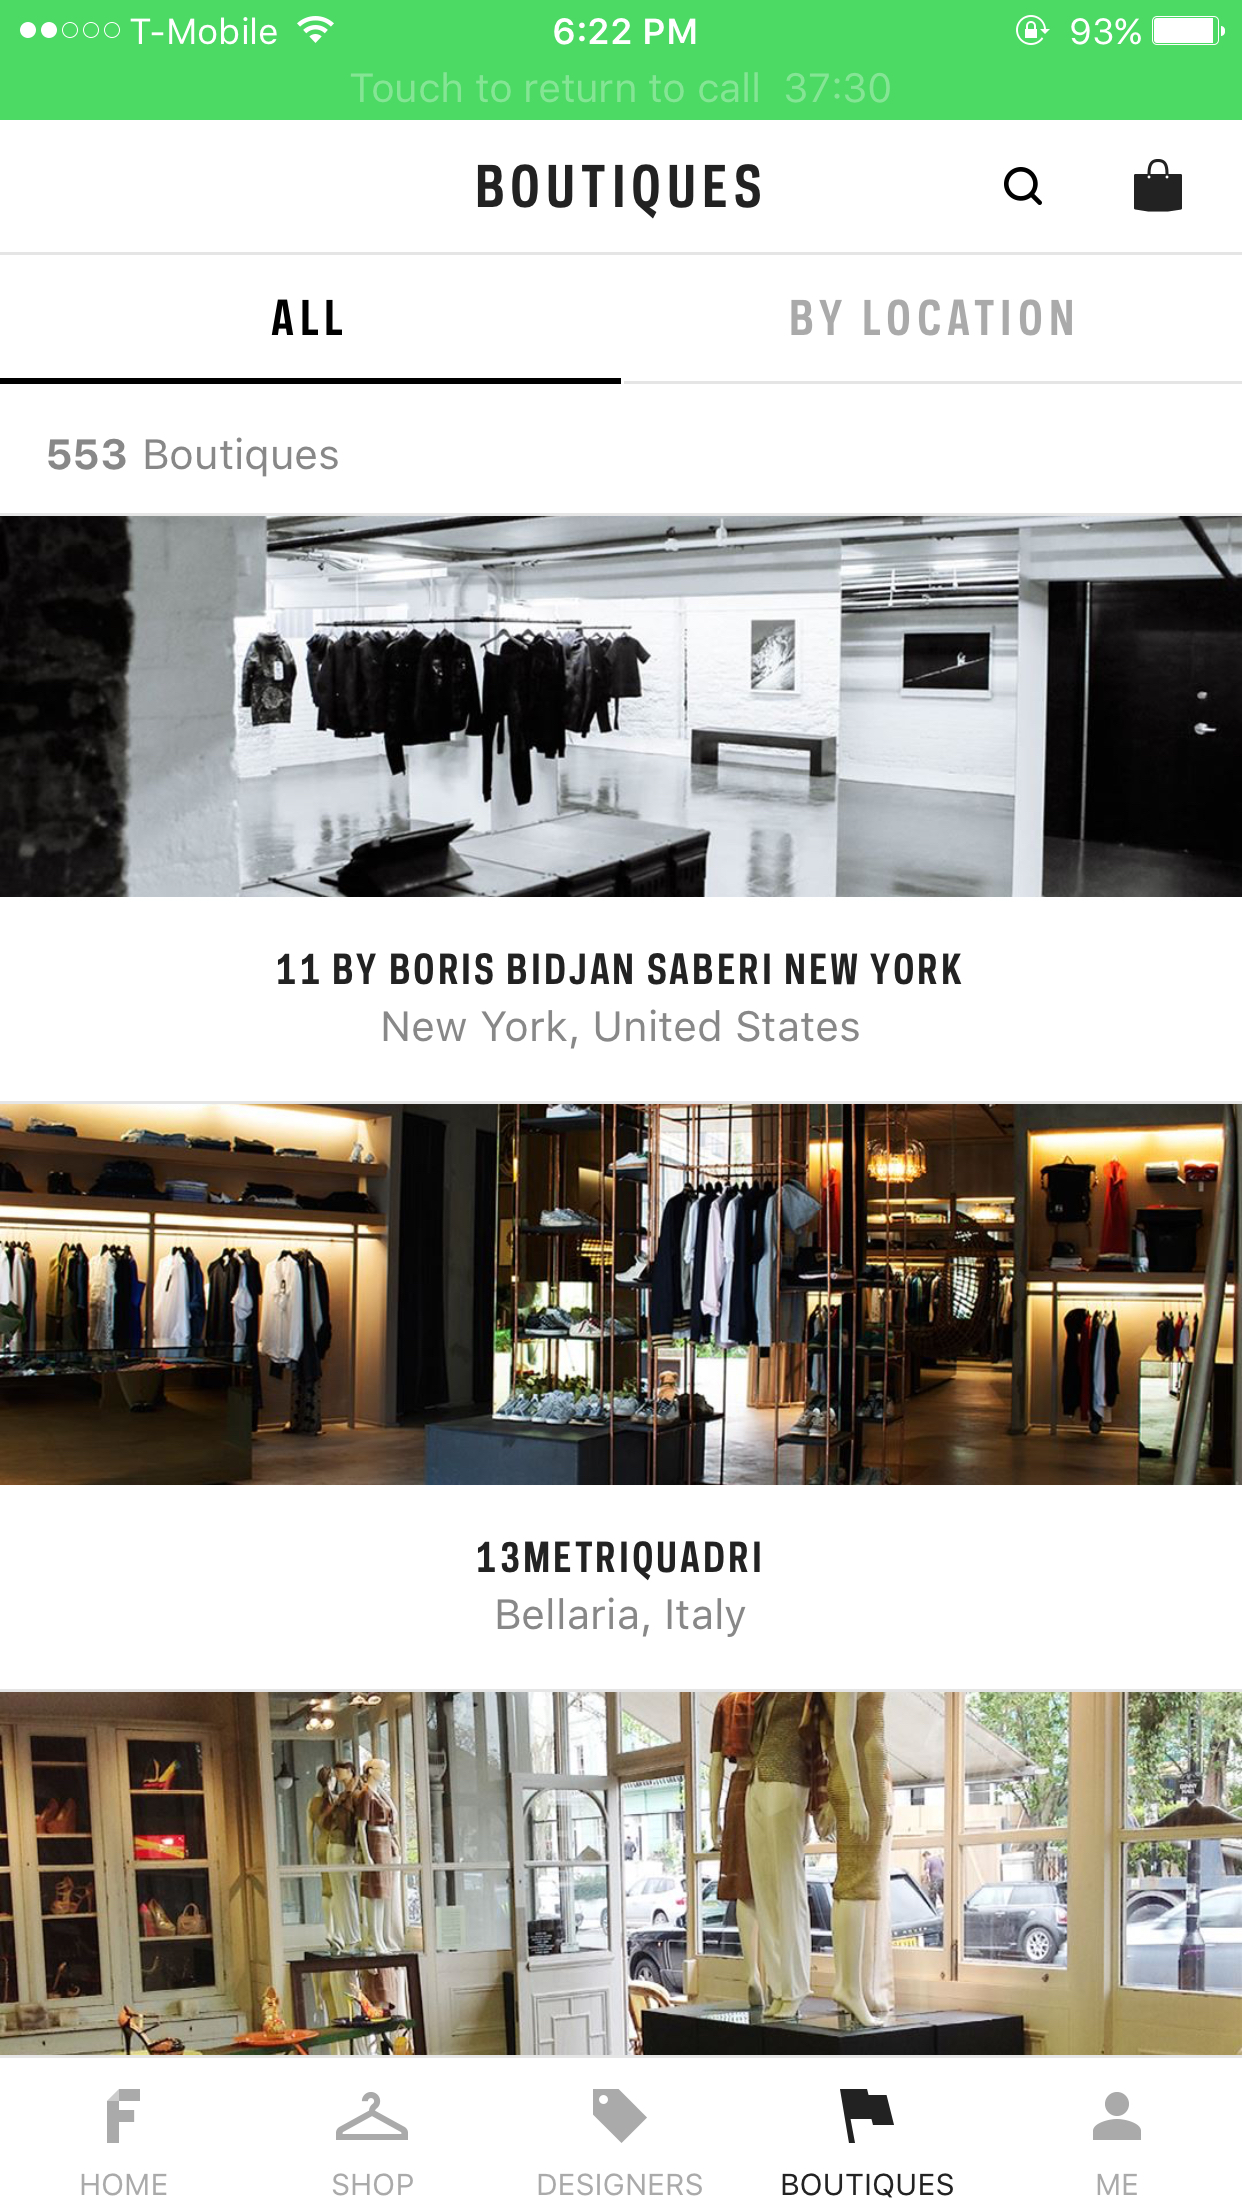 T-Mobile 6:22 PM 93%
Touch to return to call 37:30
BOUTIQUES
ALL BY LOCATION
553 Boutiques
11 BY BORIS BIDJAN SABERI NEW YORK
New York, United States
13METRIQUADRI
Bellaria, Italy
HOME SHOP DESIGNERS BOUTIQUES ME